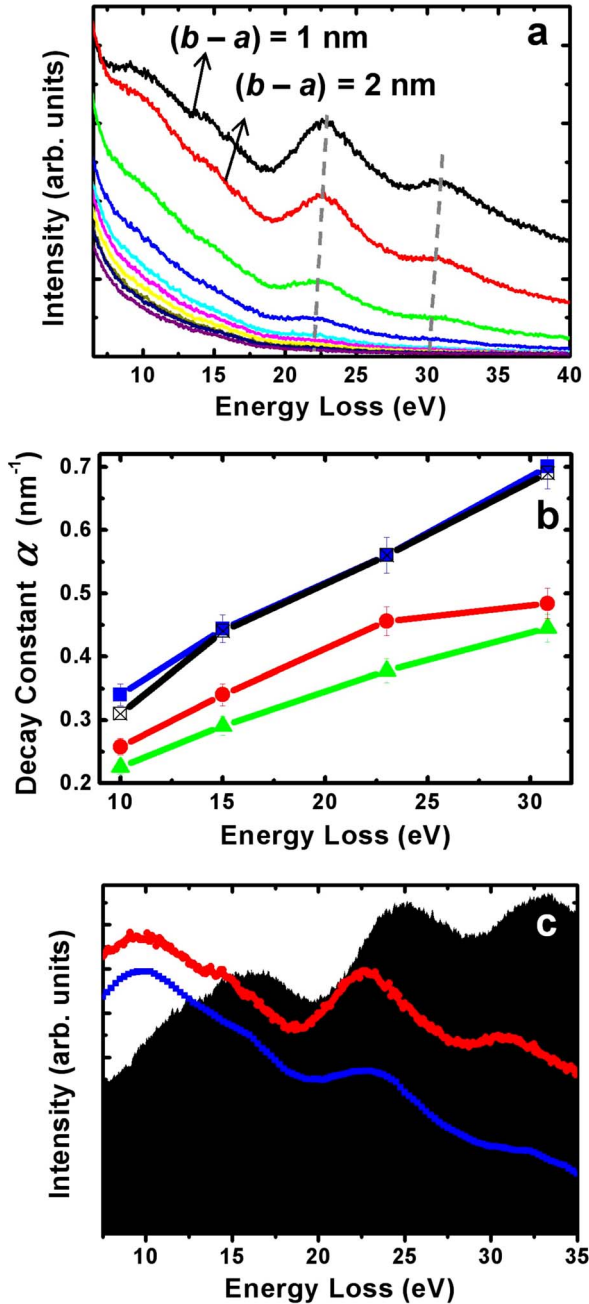 a
(b – a) = 1 nm
(b – a) = 2 nm
Intensity (arb. units)
10 15 20 25 30 35 40
Energy Loss (eV)
b
0.7
0.6
0.5
0.4
0.3
0.2
Decay Constant α (nm⁻¹)
10 15 20 25 30
Energy Loss (eV)
c
Intensity (arb. units)
10 15 20 25 30 35
Energy Loss (eV)